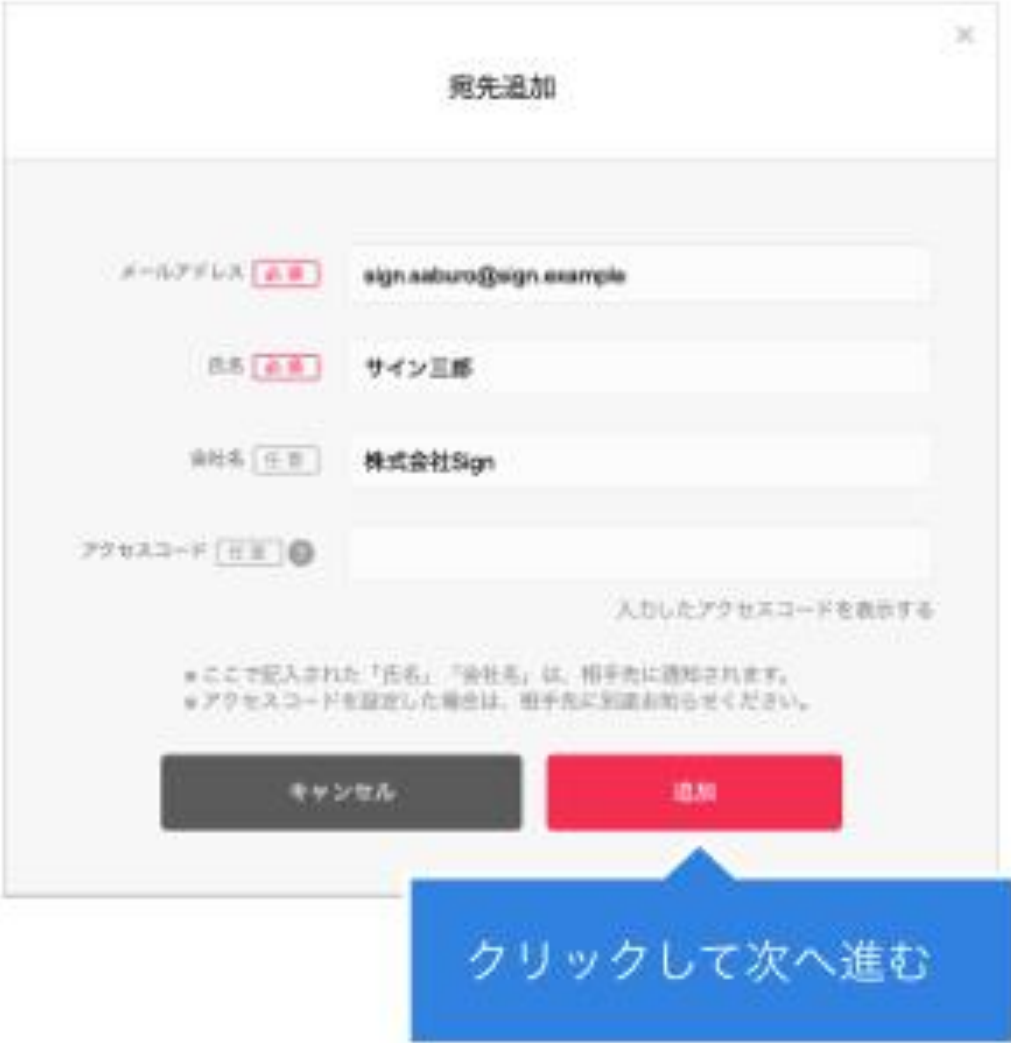 ×
宛先追加
メールアドレス 必須 sign.saburo@sign.example
氏名 必須 サイン三郎
会社名 任意 株式会社Sign
アクセスコード 任意 ?
入力したアクセスコードを表示する
※ここで記入された「氏名」「会社名」は、相手先に通知されます。
※アクセスコードを設定した場合は、相手先に別途お知らせください。
キャンセル 追加
クリックして次へ進む